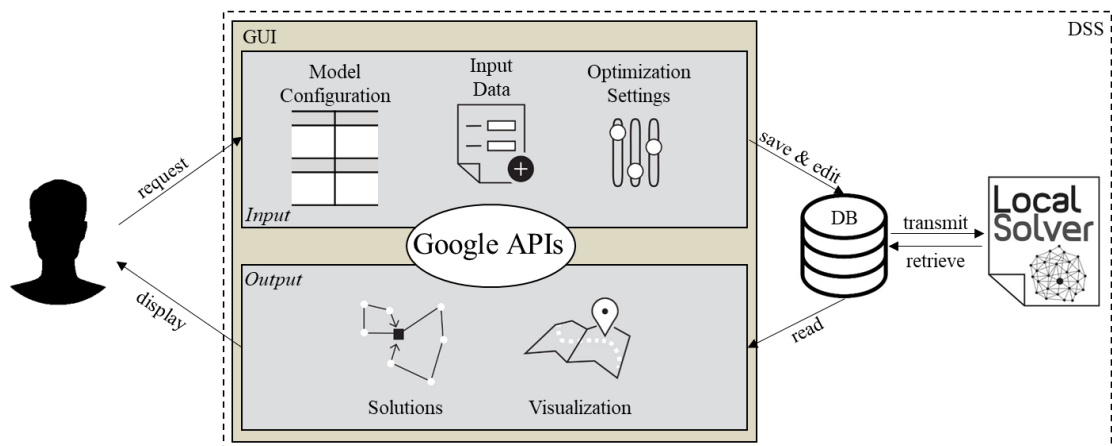 DSS
GUI
Model
Configuration
Input
Data
Optimization
Settings
Input
Google APIs
Output
Solutions
Visualization
request
display
save & edit
DB
transmit
retrieve
read
Local
Solver